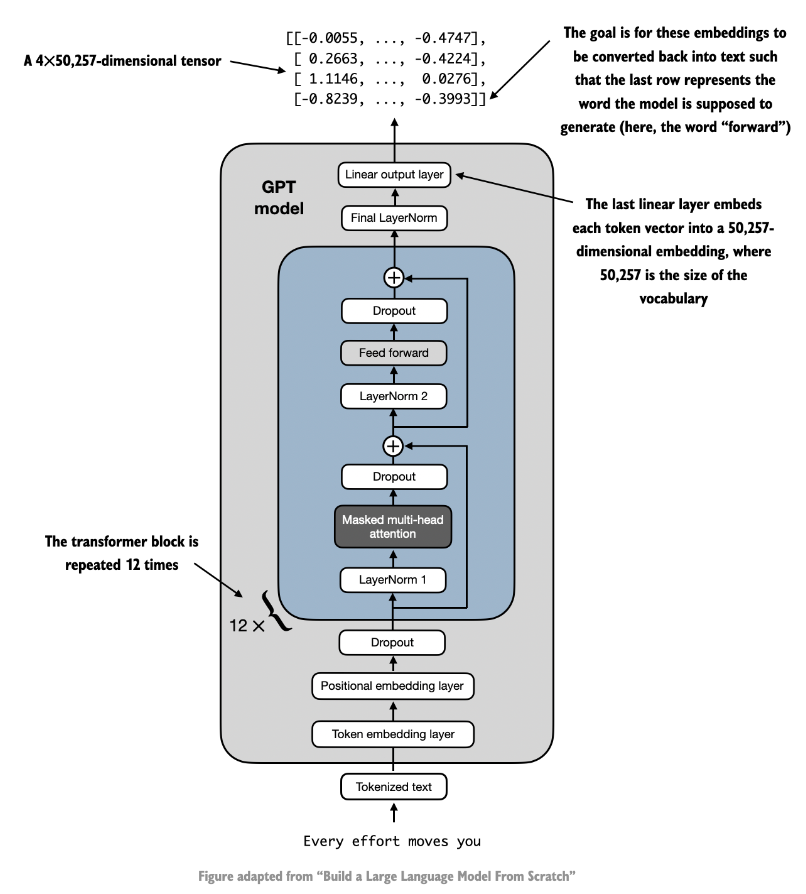 [[-0.0055, ..., -0.4747],
[ 0.2663, ..., -0.4224],
[ 1.1146, ..., 0.0276],
[-0.8239, ..., -0.3993]]
A 4×50,257-dimensional tensor
The goal is for these embeddings to
be converted back into text such
that the last row represents the
word the model is supposed to
generate (here, the word “forward”)
GPT
model
Linear output layer
Final LayerNorm
The last linear layer embeds
each token vector into a 50,257-
dimensional embedding, where
50,257 is the size of the
vocabulary
+
Dropout
Feed forward
LayerNorm 2
+
Dropout
Masked multi-head
attention
LayerNorm 1
The transformer block is
repeated 12 times
12 ×
{
Dropout
Positional embedding layer
Token embedding layer
Tokenized text
Every effort moves you
Figure adapted from “Build a Large Language Model From Scratch”